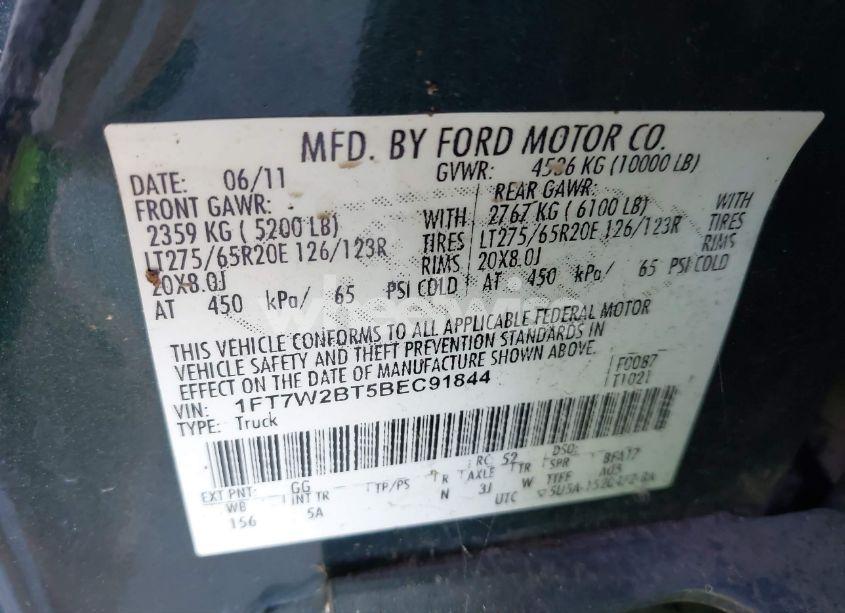 MFD. BY FORD MOTOR CO.
DATE: 06/11 GVWR: 4536 KG (10000 LB)
FRONT GAWR: REAR GAWR:
2359 KG ( 5200 LB) WITH 2767 KG ( 6100 LB) WITH
LT275/65R20E 126/123R TIRES LT275/65R20E 126/123R TIRES
20X8.0J RIMS 20X8.0J RIMS
AT 450 kPa/ 65 PSI COLD AT 450 kPa/ 65 PSI COLD
THIS VEHICLE CONFORMS TO ALL APPLICABLE FEDERAL MOTOR
VEHICLE SAFETY AND THEFT PREVENTION STANDARDS IN
EFFECT ON THE DATE OF MANUFACTURE SHOWN ABOVE.
VIN: 1FT7W2BT5BEC91844
F0087
T1021
TYPE: Truck
EXT PNT: GG RC: 52 DSO:
WB INT TR TP/PS R AXLE TR SPR
156 5A N 3J W
UTC